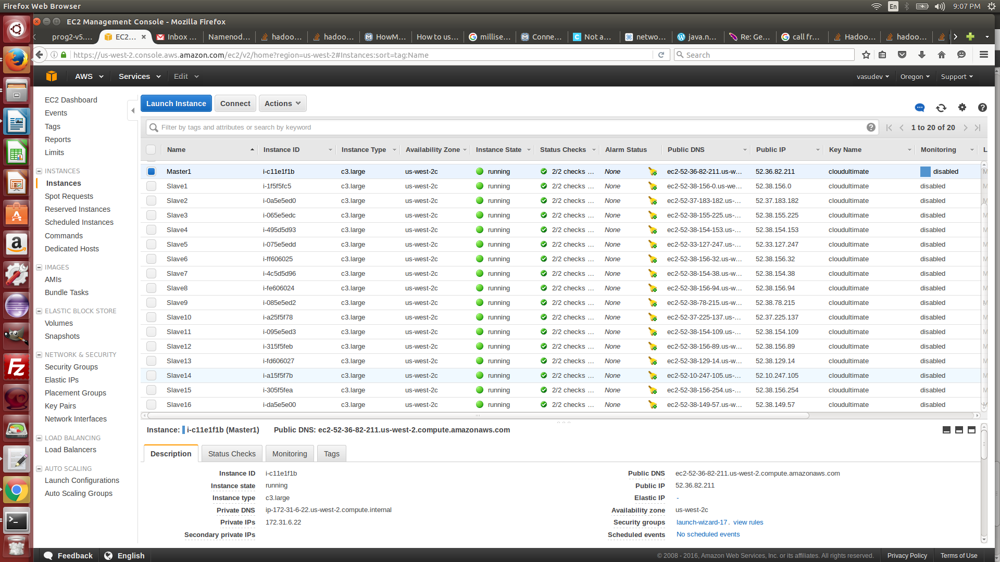 Firefox Web Browser
En
9:07 PM
EC2 Management Console - Mozilla Firefox
prog2-v5....
EC2...
Inbox ...
Namenod...
hadoo...
hadoo...
HowM...
How to us...
millise...
Conne...
Not a...
netwo...
java.n...
Re: Ge...
call fr...
Hadoo...
hadoo...
https://us-west-2.console.aws.amazon.com/ec2/v2/home?region=us-west-2#Instances:sort=tag:Name
Search
AWS Services Edit
vasudev Oregon Support
EC2 Dashboard
Events
Tags
Reports
Limits
INSTANCES
Instances
Spot Requests
Reserved Instances
Scheduled Instances
Commands
Dedicated Hosts
IMAGES
AMIs
Bundle Tasks
ELASTIC BLOCK STORE
Volumes
Snapshots
NETWORK & SECURITY
Security Groups
Elastic IPs
Placement Groups
Key Pairs
Network Interfaces
LOAD BALANCING
Load Balancers
AUTO SCALING
Launch Configurations
Auto Scaling Groups
Launch Instance Connect Actions
Filter by tags and attributes or search by keyword
1 to 20 of 20
Name Instance ID Instance Type Availability Zone Instance State Status Checks Alarm Status Public DNS Public IP Key Name Monitoring L
Master1 i-c11e1f1b c3.large us-west-2c running 2/2 checks ... None ec2-52-36-82-211.us-w... 52.36.82.211 cloudultimate disabled
Slave1 i-1f5f5fc5 c3.large us-west-2c running 2/2 checks ... None ec2-52-38-156-0.us-we... 52.38.156.0 cloudultimate disabled
Slave2 i-0a5e5ed0 c3.large us-west-2c running 2/2 checks ... None ec2-52-37-183-182.us-... 52.37.183.182 cloudultimate disabled
Slave3 i-065e5edc c3.large us-west-2c running 2/2 checks ... None ec2-52-38-155-225.us-... 52.38.155.225 cloudultimate disabled
Slave4 i-495d5d93 c3.large us-west-2c running 2/2 checks ... None ec2-52-38-154-153.us-... 52.38.154.153 cloudultimate disabled
Slave5 i-075e5edd c3.large us-west-2c running 2/2 checks ... None ec2-52-33-127-247.us-... 52.33.127.247 cloudultimate disabled
Slave6 i-ff606025 c3.large us-west-2c running 2/2 checks ... None ec2-52-38-156-32.us-w... 52.38.156.32 cloudultimate disabled
Slave7 i-4c5d5d96 c3.large us-west-2c running 2/2 checks ... None ec2-52-38-154-38.us-w... 52.38.154.38 cloudultimate disabled
Slave8 i-fe606024 c3.large us-west-2c running 2/2 checks ... None ec2-52-38-156-94.us-w... 52.38.156.94 cloudultimate disabled
Slave9 i-085e5ed2 c3.large us-west-2c running 2/2 checks ... None ec2-52-38-78-215.us-w... 52.38.78.215 cloudultimate disabled
Slave10 i-a25f5f78 c3.large us-west-2c running 2/2 checks ... None ec2-52-37-225-137.us-... 52.37.225.137 cloudultimate disabled
Slave11 i-095e5ed3 c3.large us-west-2c running 2/2 checks ... None ec2-52-38-154-109.us-... 52.38.154.109 cloudultimate disabled
Slave12 i-315f5feb c3.large us-west-2c running 2/2 checks ... None ec2-52-38-156-89.us-w... 52.38.156.89 cloudultimate disabled
Slave13 i-fd606027 c3.large us-west-2c running 2/2 checks ... None ec2-52-38-129-14.us-w... 52.38.129.14 cloudultimate disabled
Slave14 i-a15f5f7b c3.large us-west-2c running 2/2 checks ... None ec2-52-10-247-105.us-... 52.10.247.105 cloudultimate disabled
Slave15 i-305f5fea c3.large us-west-2c running 2/2 checks ... None ec2-52-38-156-254.us-... 52.38.156.254 cloudultimate disabled
Slave16 i-da5e5e00 c3.large us-west-2c running 2/2 checks ... None ec2-52-38-149-57.us-w... 52.38.149.57 cloudultimate disabled
Instance: i-c11e1f1b (Master1) Public DNS: ec2-52-36-82-211.us-west-2.compute.amazonaws.com
Description Status Checks Monitoring Tags
Instance ID i-c11e1f1b
Instance state running
Instance type c3.large
Private DNS ip-172-31-6-22.us-west-2.compute.internal
Private IPs 172.31.6.22
Secondary private IPs
Public DNS ec2-52-36-82-211.us-west-2.compute.amazonaws.com
Public IP 52.36.82.211
Elastic IP -
Availability zone us-west-2c
Security groups launch-wizard-17. view rules
Scheduled events No scheduled events
Feedback English
© 2008 - 2016, Amazon Web Services, Inc. or its affiliates. All rights reserved. Privacy Policy Terms of Use